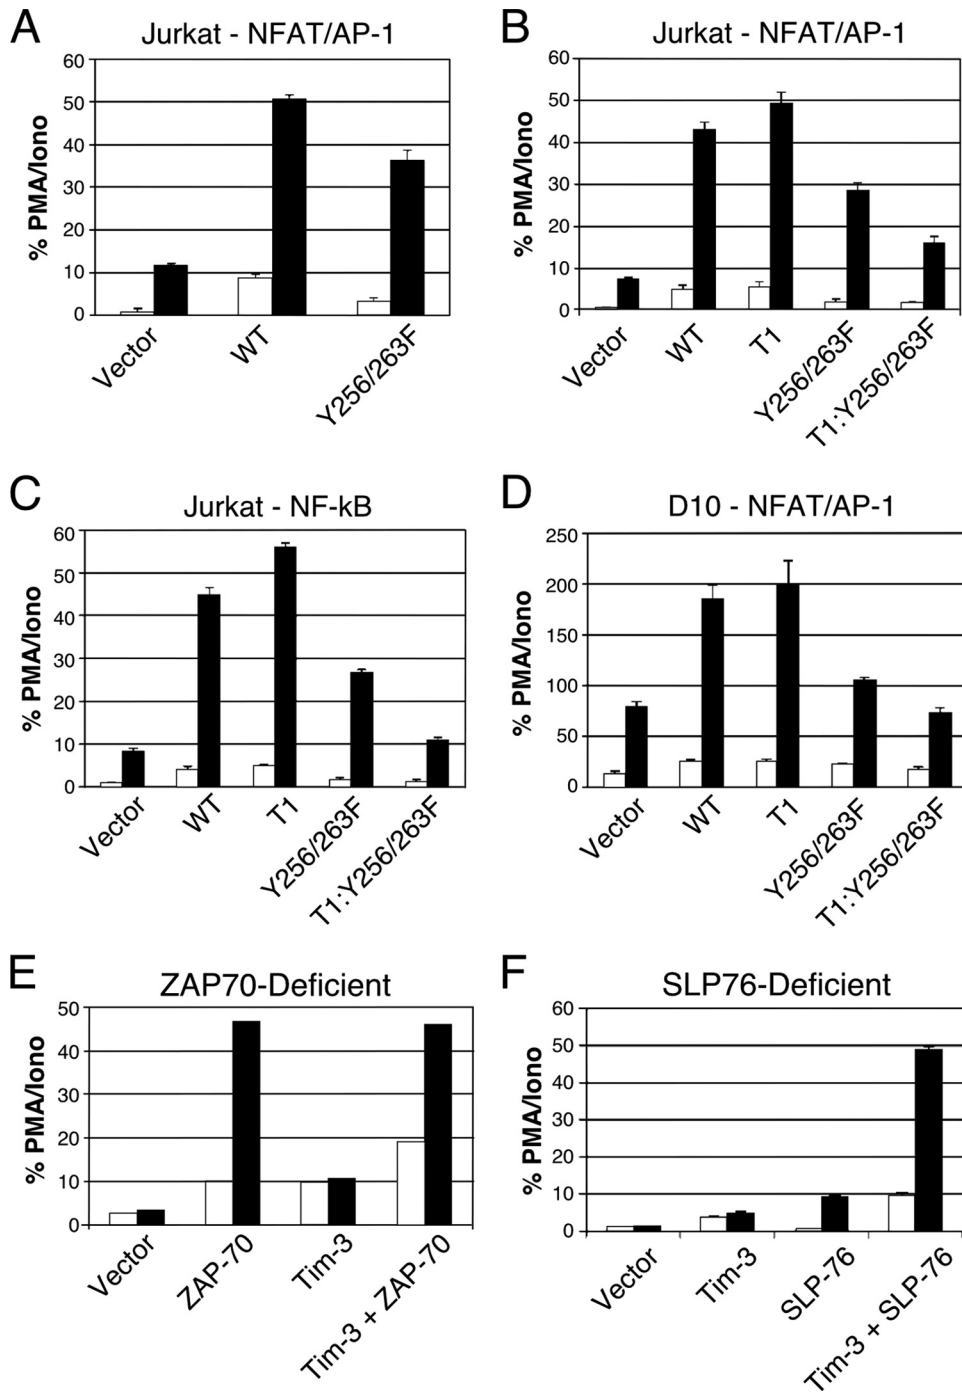 A
Jurkat - NFAT/AP-1
% PMA/Iono
60
50
40
30
20
10
0
Vector
WT
Y256/263F
B
Jurkat - NFAT/AP-1
% PMA/Iono
60
50
40
30
20
10
0
Vector
WT
T1
Y256/263F
T1:Y256/263F
C
Jurkat - NF-kB
% PMA/Iono
60
50
40
30
20
10
0
Vector
WT
T1
Y256/263F
T1:Y256/263F
D
D10 - NFAT/AP-1
% PMA/Iono
250
200
150
100
50
0
Vector
WT
T1
Y256/263F
T1:Y256/263F
E
ZAP70-Deficient
% PMA/Iono
50
40
30
20
10
0
Vector
ZAP-70
Tim-3
Tim-3 + ZAP-70
F
SLP76-Deficient
% PMA/Iono
60
50
40
30
20
10
0
Vector
Tim-3
SLP-76
Tim-3 + SLP-76